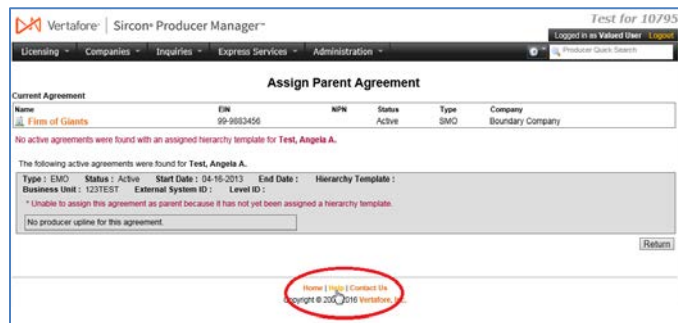 Test for 10795
Vertafore | Sircon Producer Manager™
Logged in as Valued User Logout
Licensing Companies Inquiries Express Services Administration Producer Quick Search
Assign Parent Agreement
Current Agreement
Name EIN NPN Status Type Company
Firm of Giants 99-9883456 Active SMO Boundary Company
No active agreements were found with an assigned hierarchy template for Test, Angela A.
The following active agreements were found for Test, Angela A.
Type : EMO Status : Active Start Date : 04-16-2013 End Date : Hierarchy Template :
Business Unit : 123TEST External System ID : Level ID :
* Unable to assign this agreement as parent because it has not yet been assigned a hierarchy template.
No producer upline for this agreement.
Return
Home | Help | Contact Us
Copyright © 2016 Vertafore,